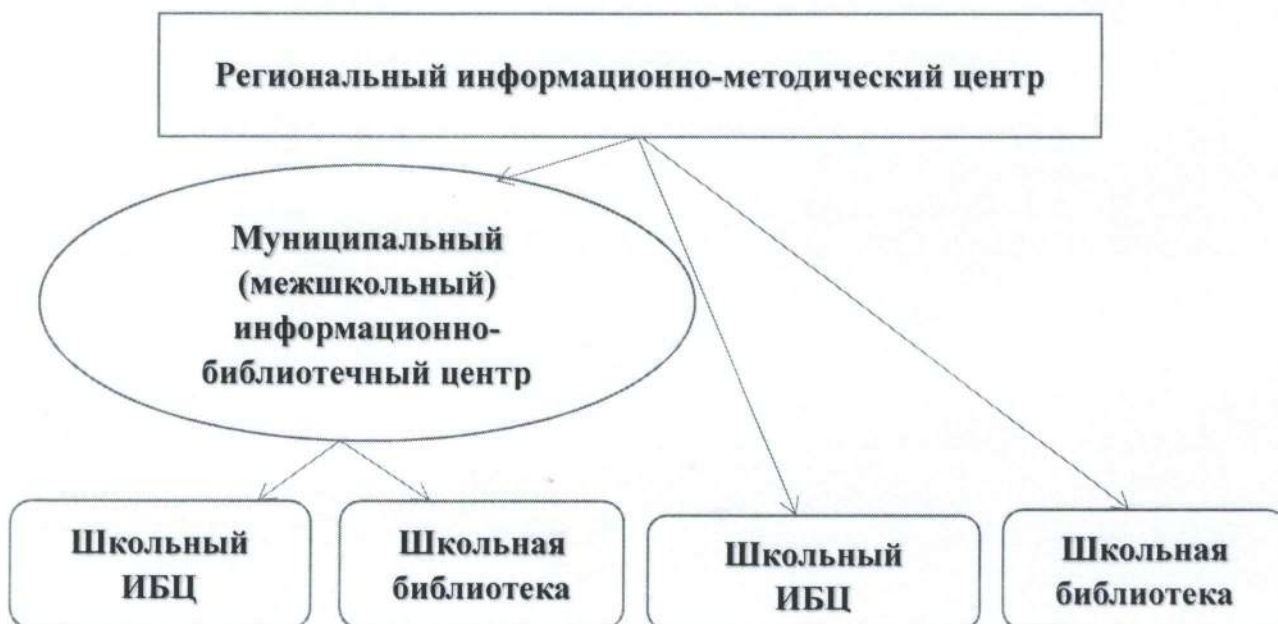 Региональный информационно-методический центр
Муниципальный
(межшкольный)
информационно-
библиотечный центр
Школьный
ИБЦ
Школьная
библиотека
Школьный
ИБЦ
Школьная
библиотека